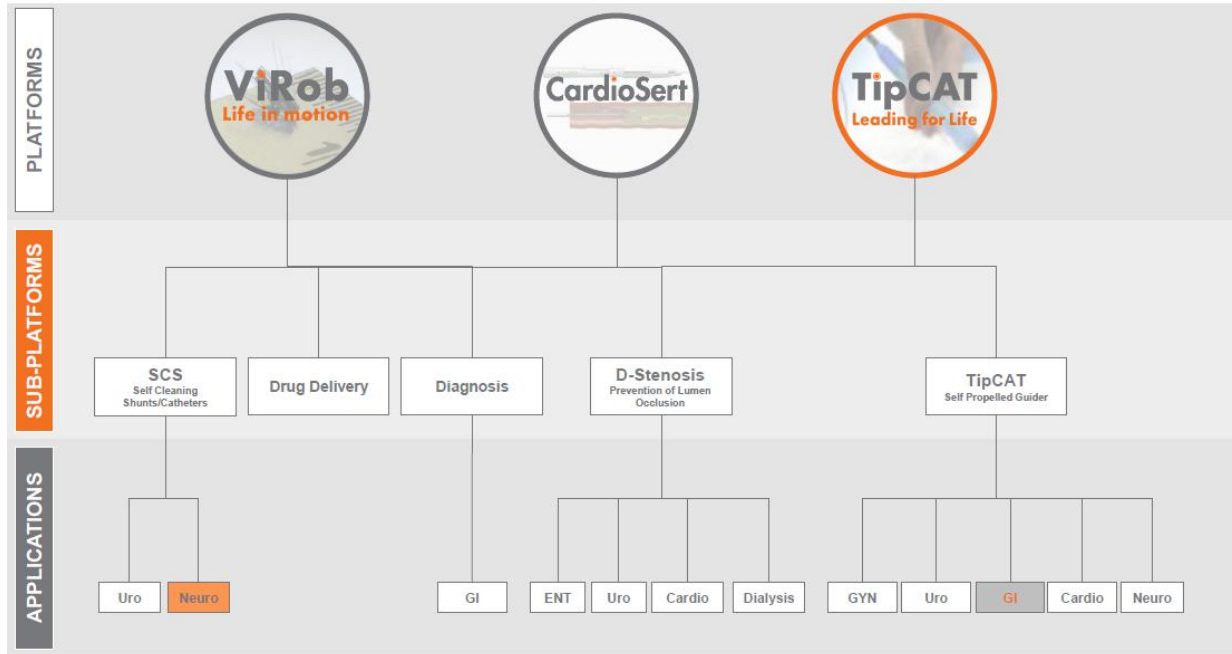 PLATFORMS
ViRob
Life in motion
CardioSert
TipCAT
Leading for Life
SUB-PLATFORMS
SCS
Self Cleaning
Shunts/Catheters
Drug Delivery
Diagnosis
D-Stenosis
Prevention of Lumen
Occlusion
TipCAT
Self Propelled Guider
APPLICATIONS
Uro
Neuro
GI
ENT
Uro
Cardio
Dialysis
GYN
Uro
GI
Cardio
Neuro